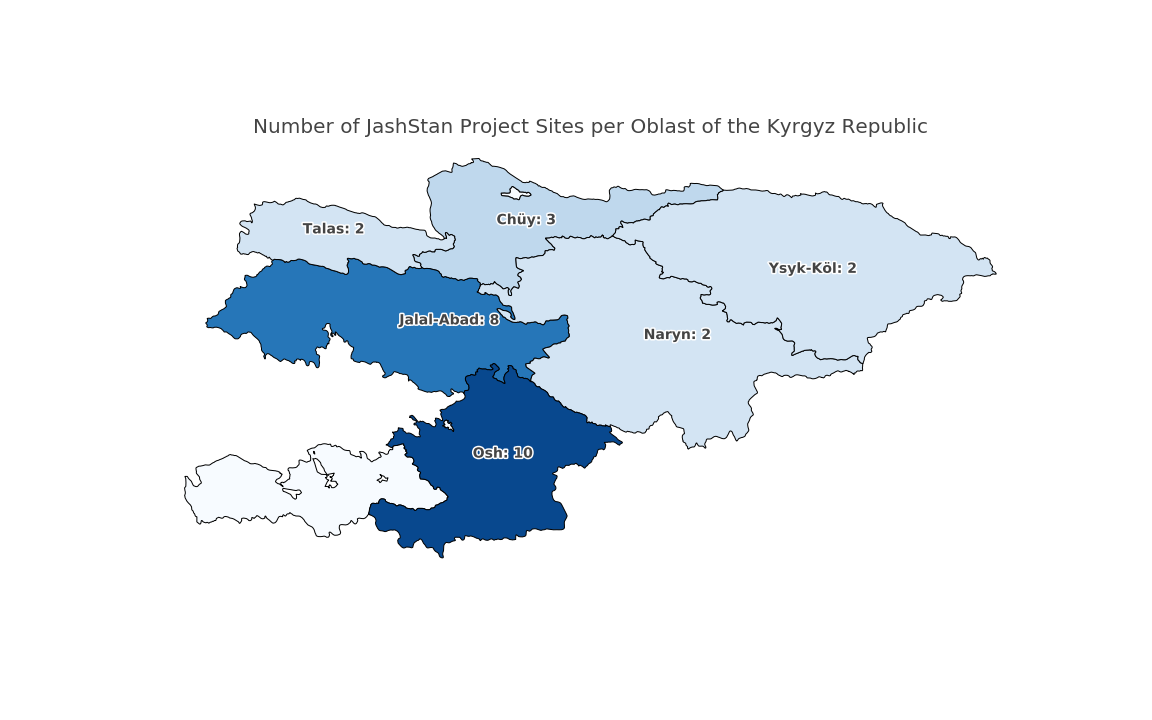 Number of JashStan Project Sites per Oblast of the Kyrgyz Republic
Chüy: 3
Talas: 2
Ysyk-Köl: 2
Jalal-Abad: 8
Naryn: 2
Osh: 10